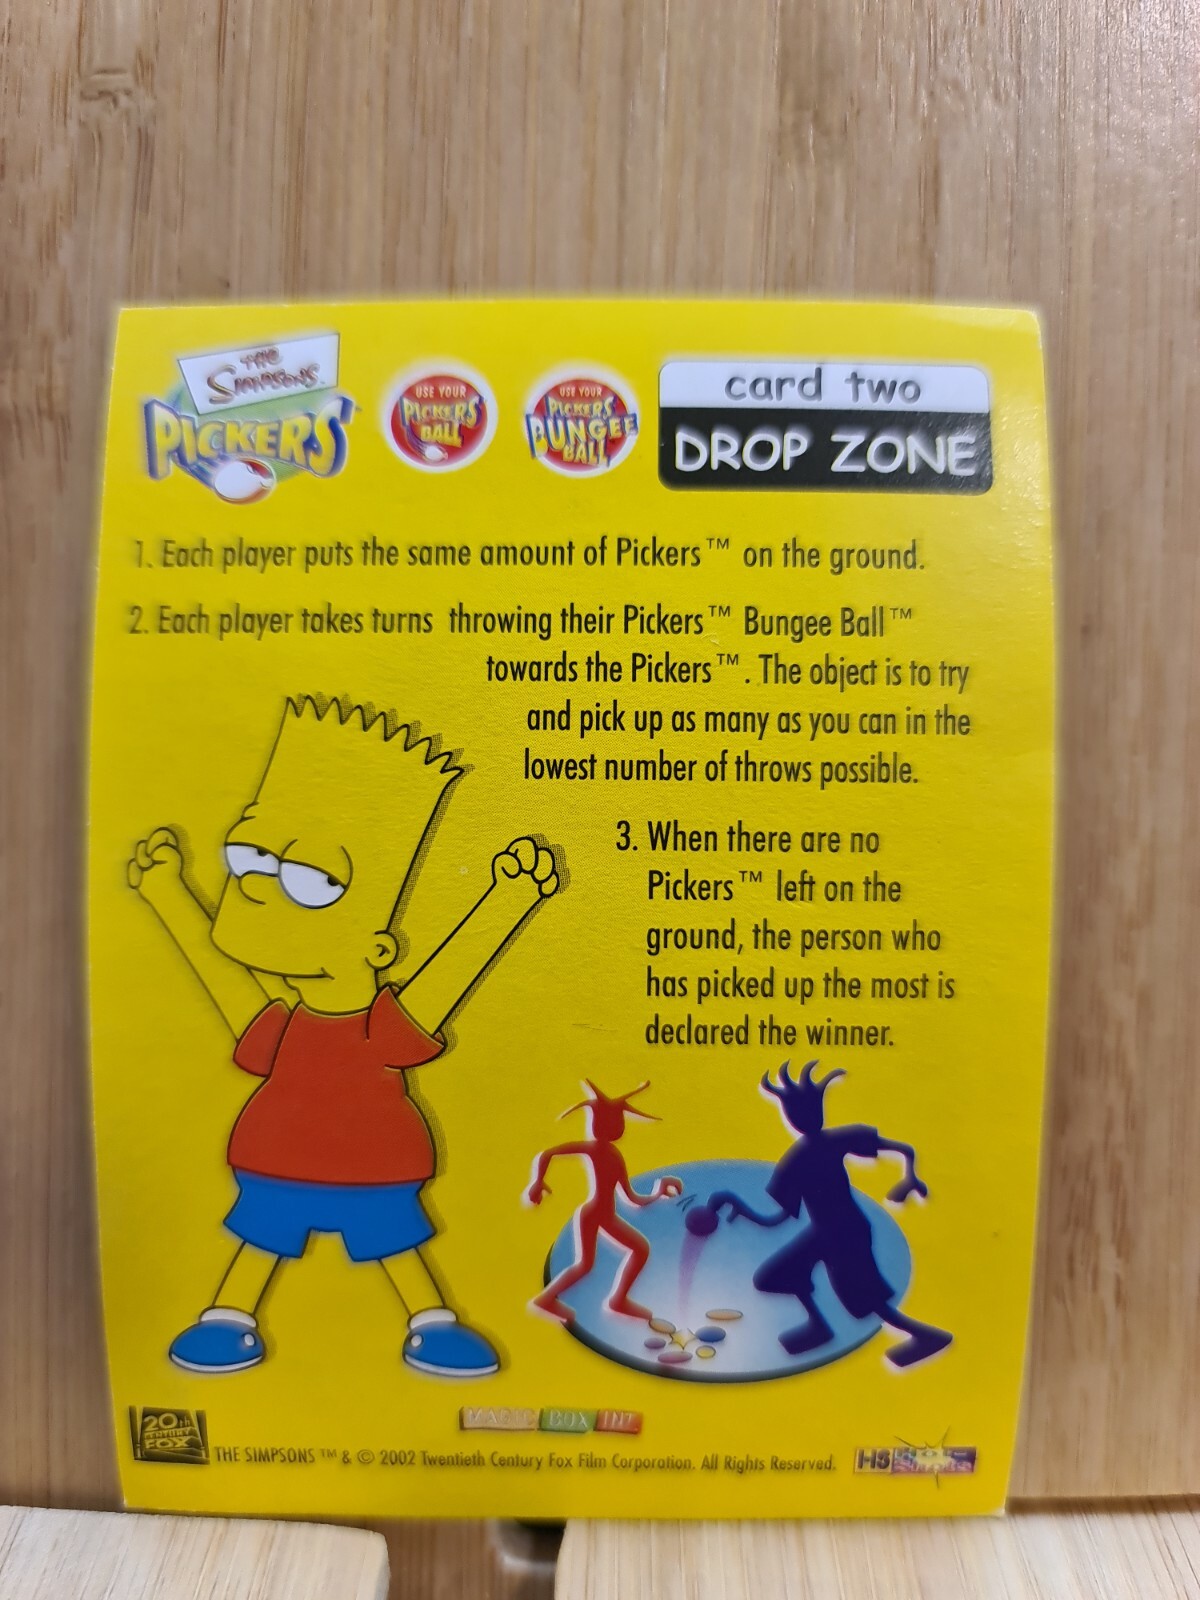 THE
SIMPSONS
PICKERS™
USE YOUR
PICKERS
BALL
USE YOUR
PICKERS
BUNGEE
BALL
card two
DROP ZONE
1. Each player puts the same amount of Pickers™ on the ground.
2. Each player takes turns throwing their Pickers™ Bungee Ball™
towards the Pickers™. The object is to try
and pick up as many as you can in the
lowest number of throws possible.
3. When there are no
Pickers™ left on the
ground, the person who
has picked up the most is
declared the winner.
20th
CENTURY
FOX
MAGIC BOX INT
THE SIMPSONS ™ & © 2002 Twentieth Century Fox Film Corporation. All Rights Reserved.